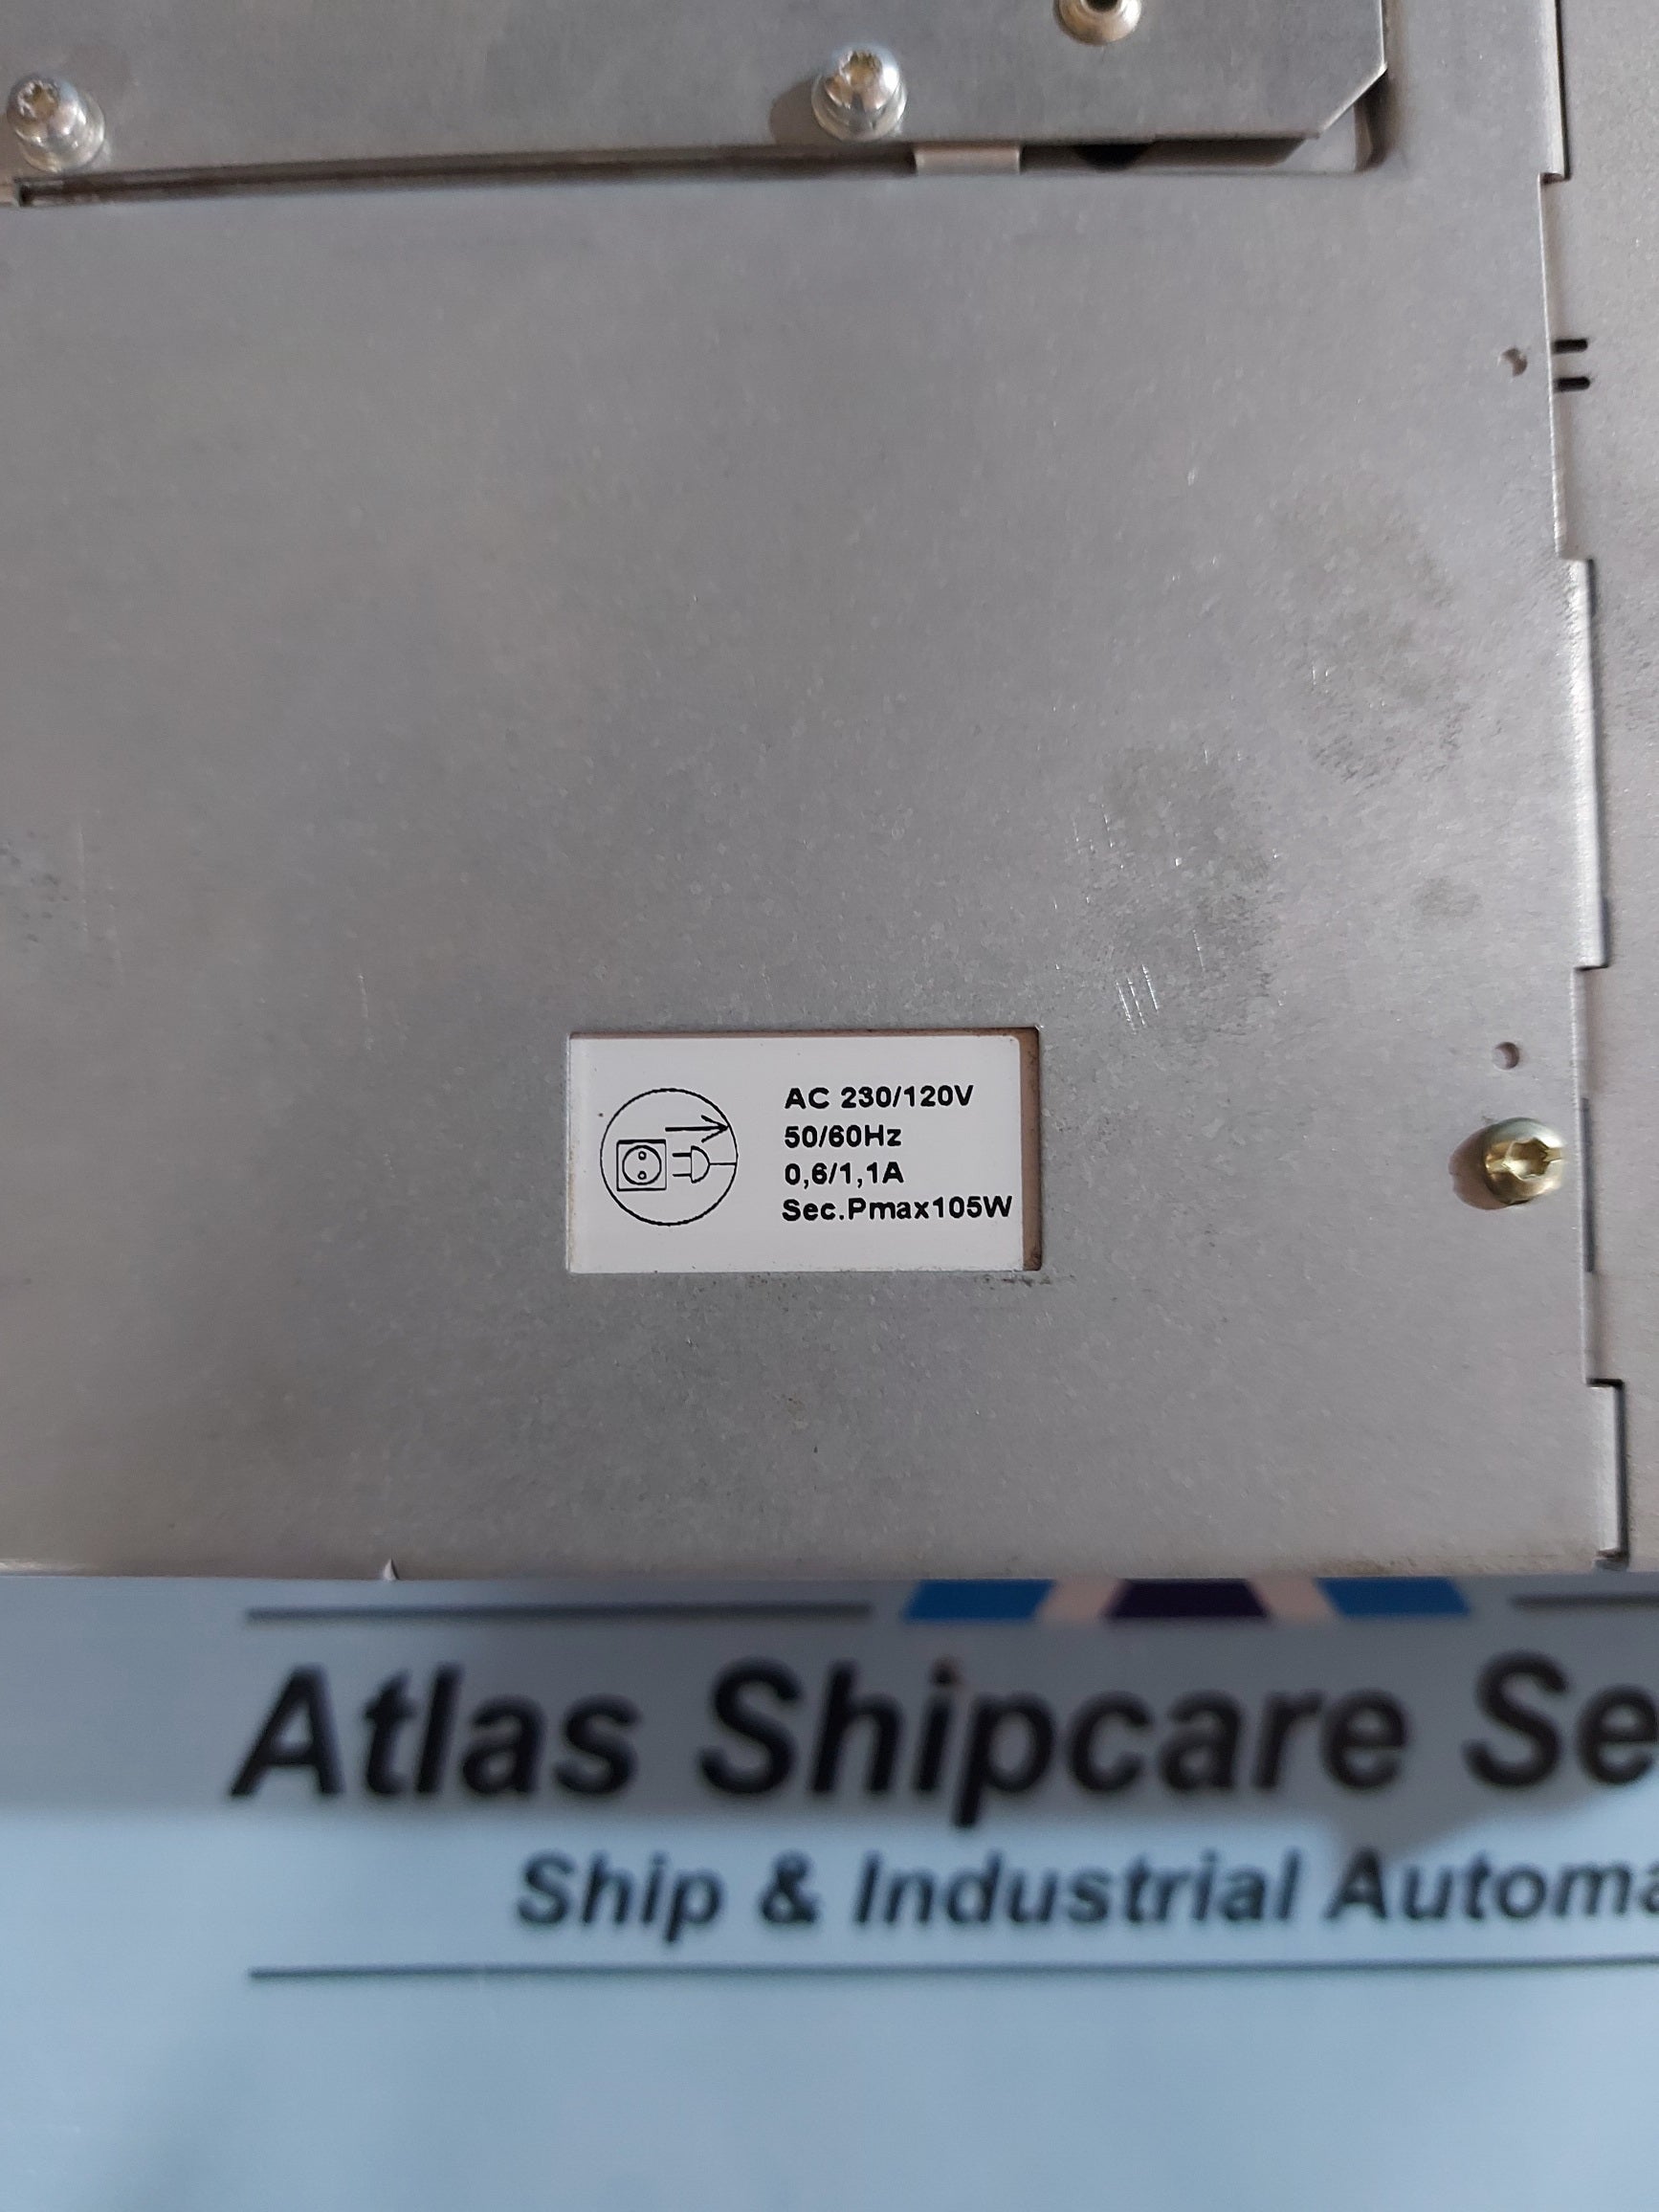 AC 230/120V
50/60Hz
0,6/1,1A
Sec.Pmax105W
Atlas Shipcare Se
Ship & Industrial Automa